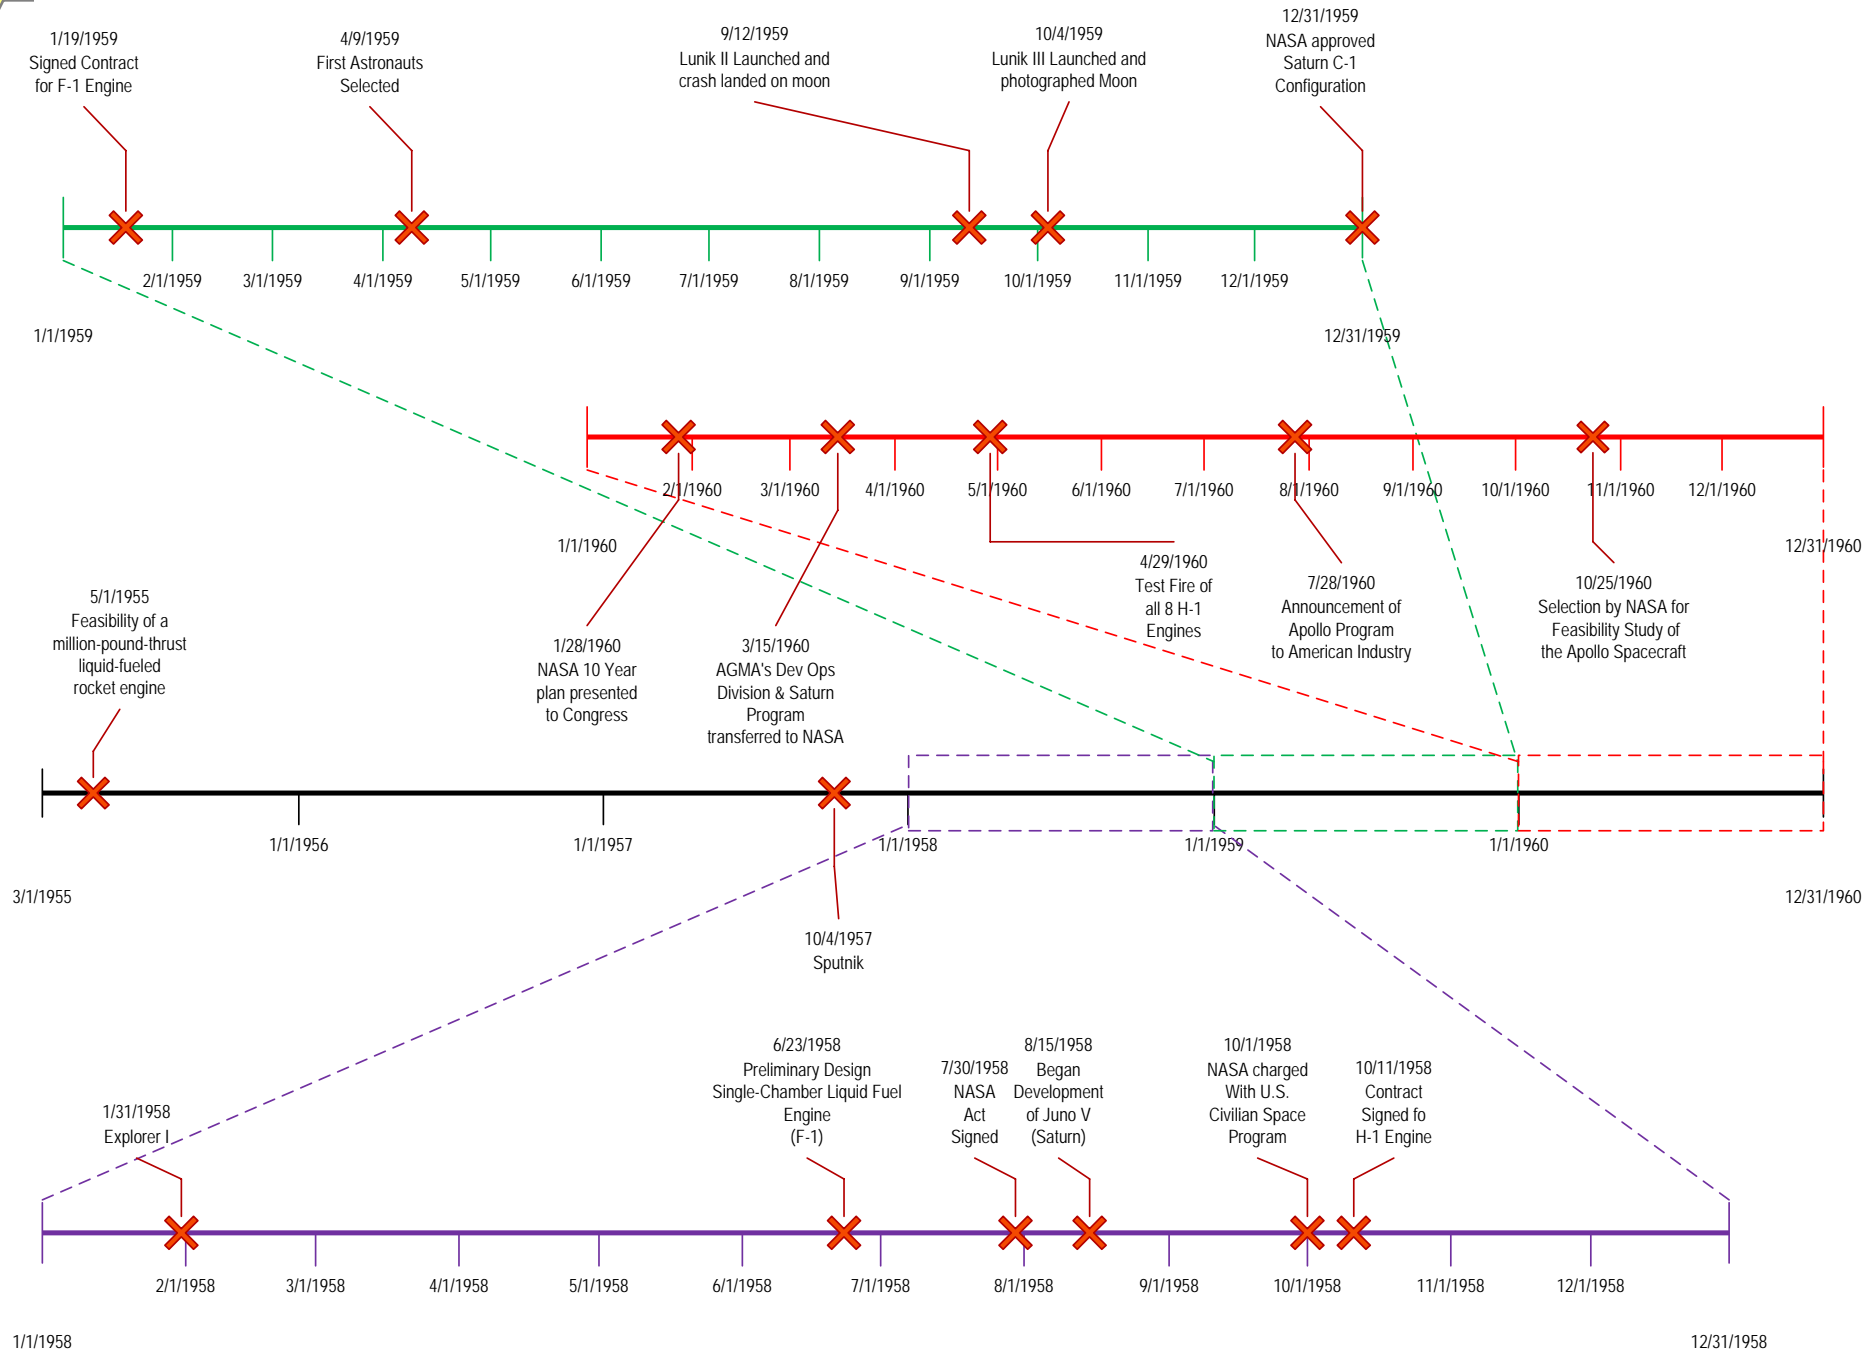 1/19/1959
Signed Contract
for F-1 Engine
4/9/1959
First Astronauts
Selected
9/12/1959
Lunik II Launched and
crash landed on moon
10/4/1959
Lunik III Launched and
photographed Moon
12/31/1959
NASA approved
Saturn C-1
Configuration
2/1/1959
3/1/1959
4/1/1959
5/1/1959
6/1/1959
7/1/1959
8/1/1959
9/1/1959
10/1/1959
11/1/1959
12/1/1959
1/1/1959
12/31/1959
2/1/1960
3/1/1960
4/1/1960
5/1/1960
6/1/1960
7/1/1960
8/1/1960
9/1/1960
10/1/1960
11/1/1960
12/1/1960
1/1/1960
12/31/1960
1/28/1960
NASA 10 Year
plan presented
to Congress
3/15/1960
AGMA's Dev Ops
Division & Saturn
Program
transferred to NASA
4/29/1960
Test Fire of
all 8 H-1
Engines
7/28/1960
Announcement of
Apollo Program
to American Industry
10/25/1960
Selection by NASA for
Feasibility Study of
the Apollo Spacecraft
5/1/1955
Feasibility of a
million-pound-thrust
liquid-fueled
rocket engine
1/1/1956
1/1/1957
1/1/1958
1/1/1959
1/1/1960
3/1/1955
12/31/1960
10/4/1957
Sputnik
1/31/1958
Explorer I
6/23/1958
Preliminary Design
Single-Chamber Liquid Fuel
Engine
(F-1)
7/30/1958
NASA
Act
Signed
8/15/1958
Began
Development
of Juno V
(Saturn)
10/1/1958
NASA charged
With U.S.
Civilian Space
Program
10/11/1958
Contract
Signed fo
H-1 Engine
2/1/1958
3/1/1958
4/1/1958
5/1/1958
6/1/1958
7/1/1958
8/1/1958
9/1/1958
10/1/1958
11/1/1958
12/1/1958
1/1/1958
12/31/1958